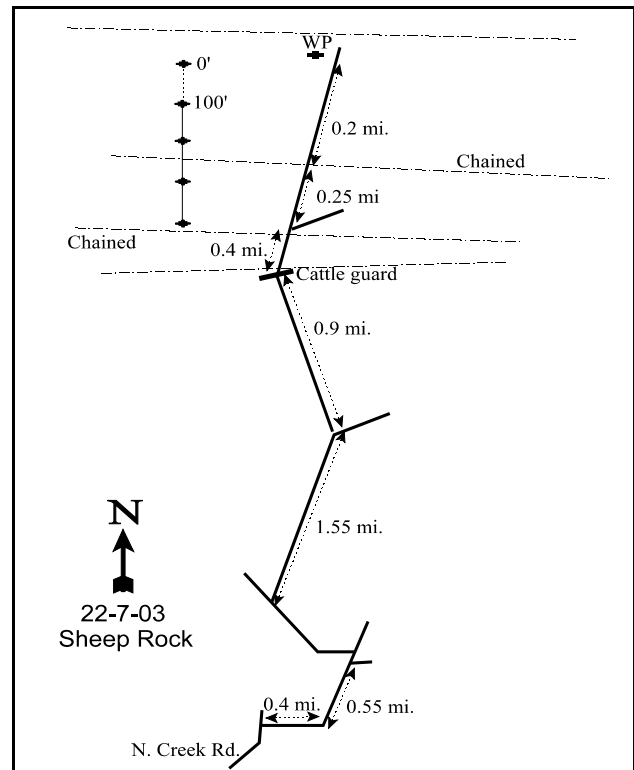 WP
0'
100'
0.2 mi.
Chained
0.25 mi
Chained
0.4 mi.
Cattle guard
0.9 mi.
1.55 mi.
N
22-7-03
Sheep Rock
0.4 mi.
0.55 mi.
N. Creek Rd.